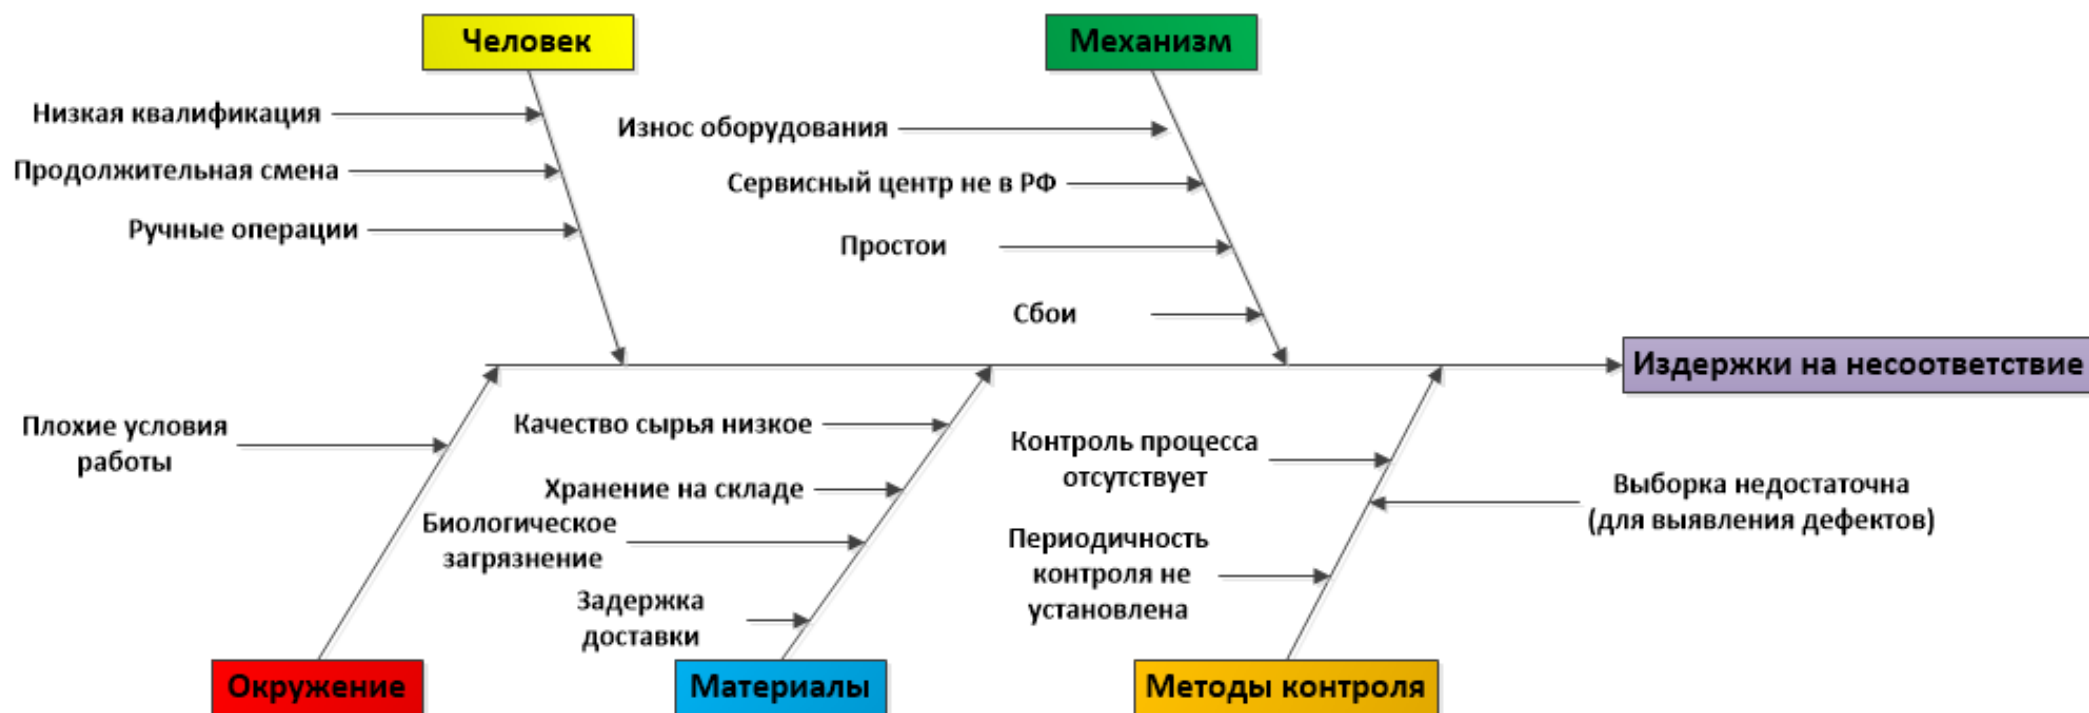 Человек
Механизм
Низкая квалификация
Продолжительная смена
Ручные операции
Износ оборудования
Сервисный центр не в РФ
Простои
Сбои
Издержки на несоответствие
Плохие условия
работы
Качество сырья низкое
Хранение на складе
Биологическое
загрязнение
Задержка
доставки
Контроль процесса
отсутствует
Выборка недостаточна
(для выявления дефектов)
Периодичность
контроля не
установлена
Окружение
Материалы
Методы контроля